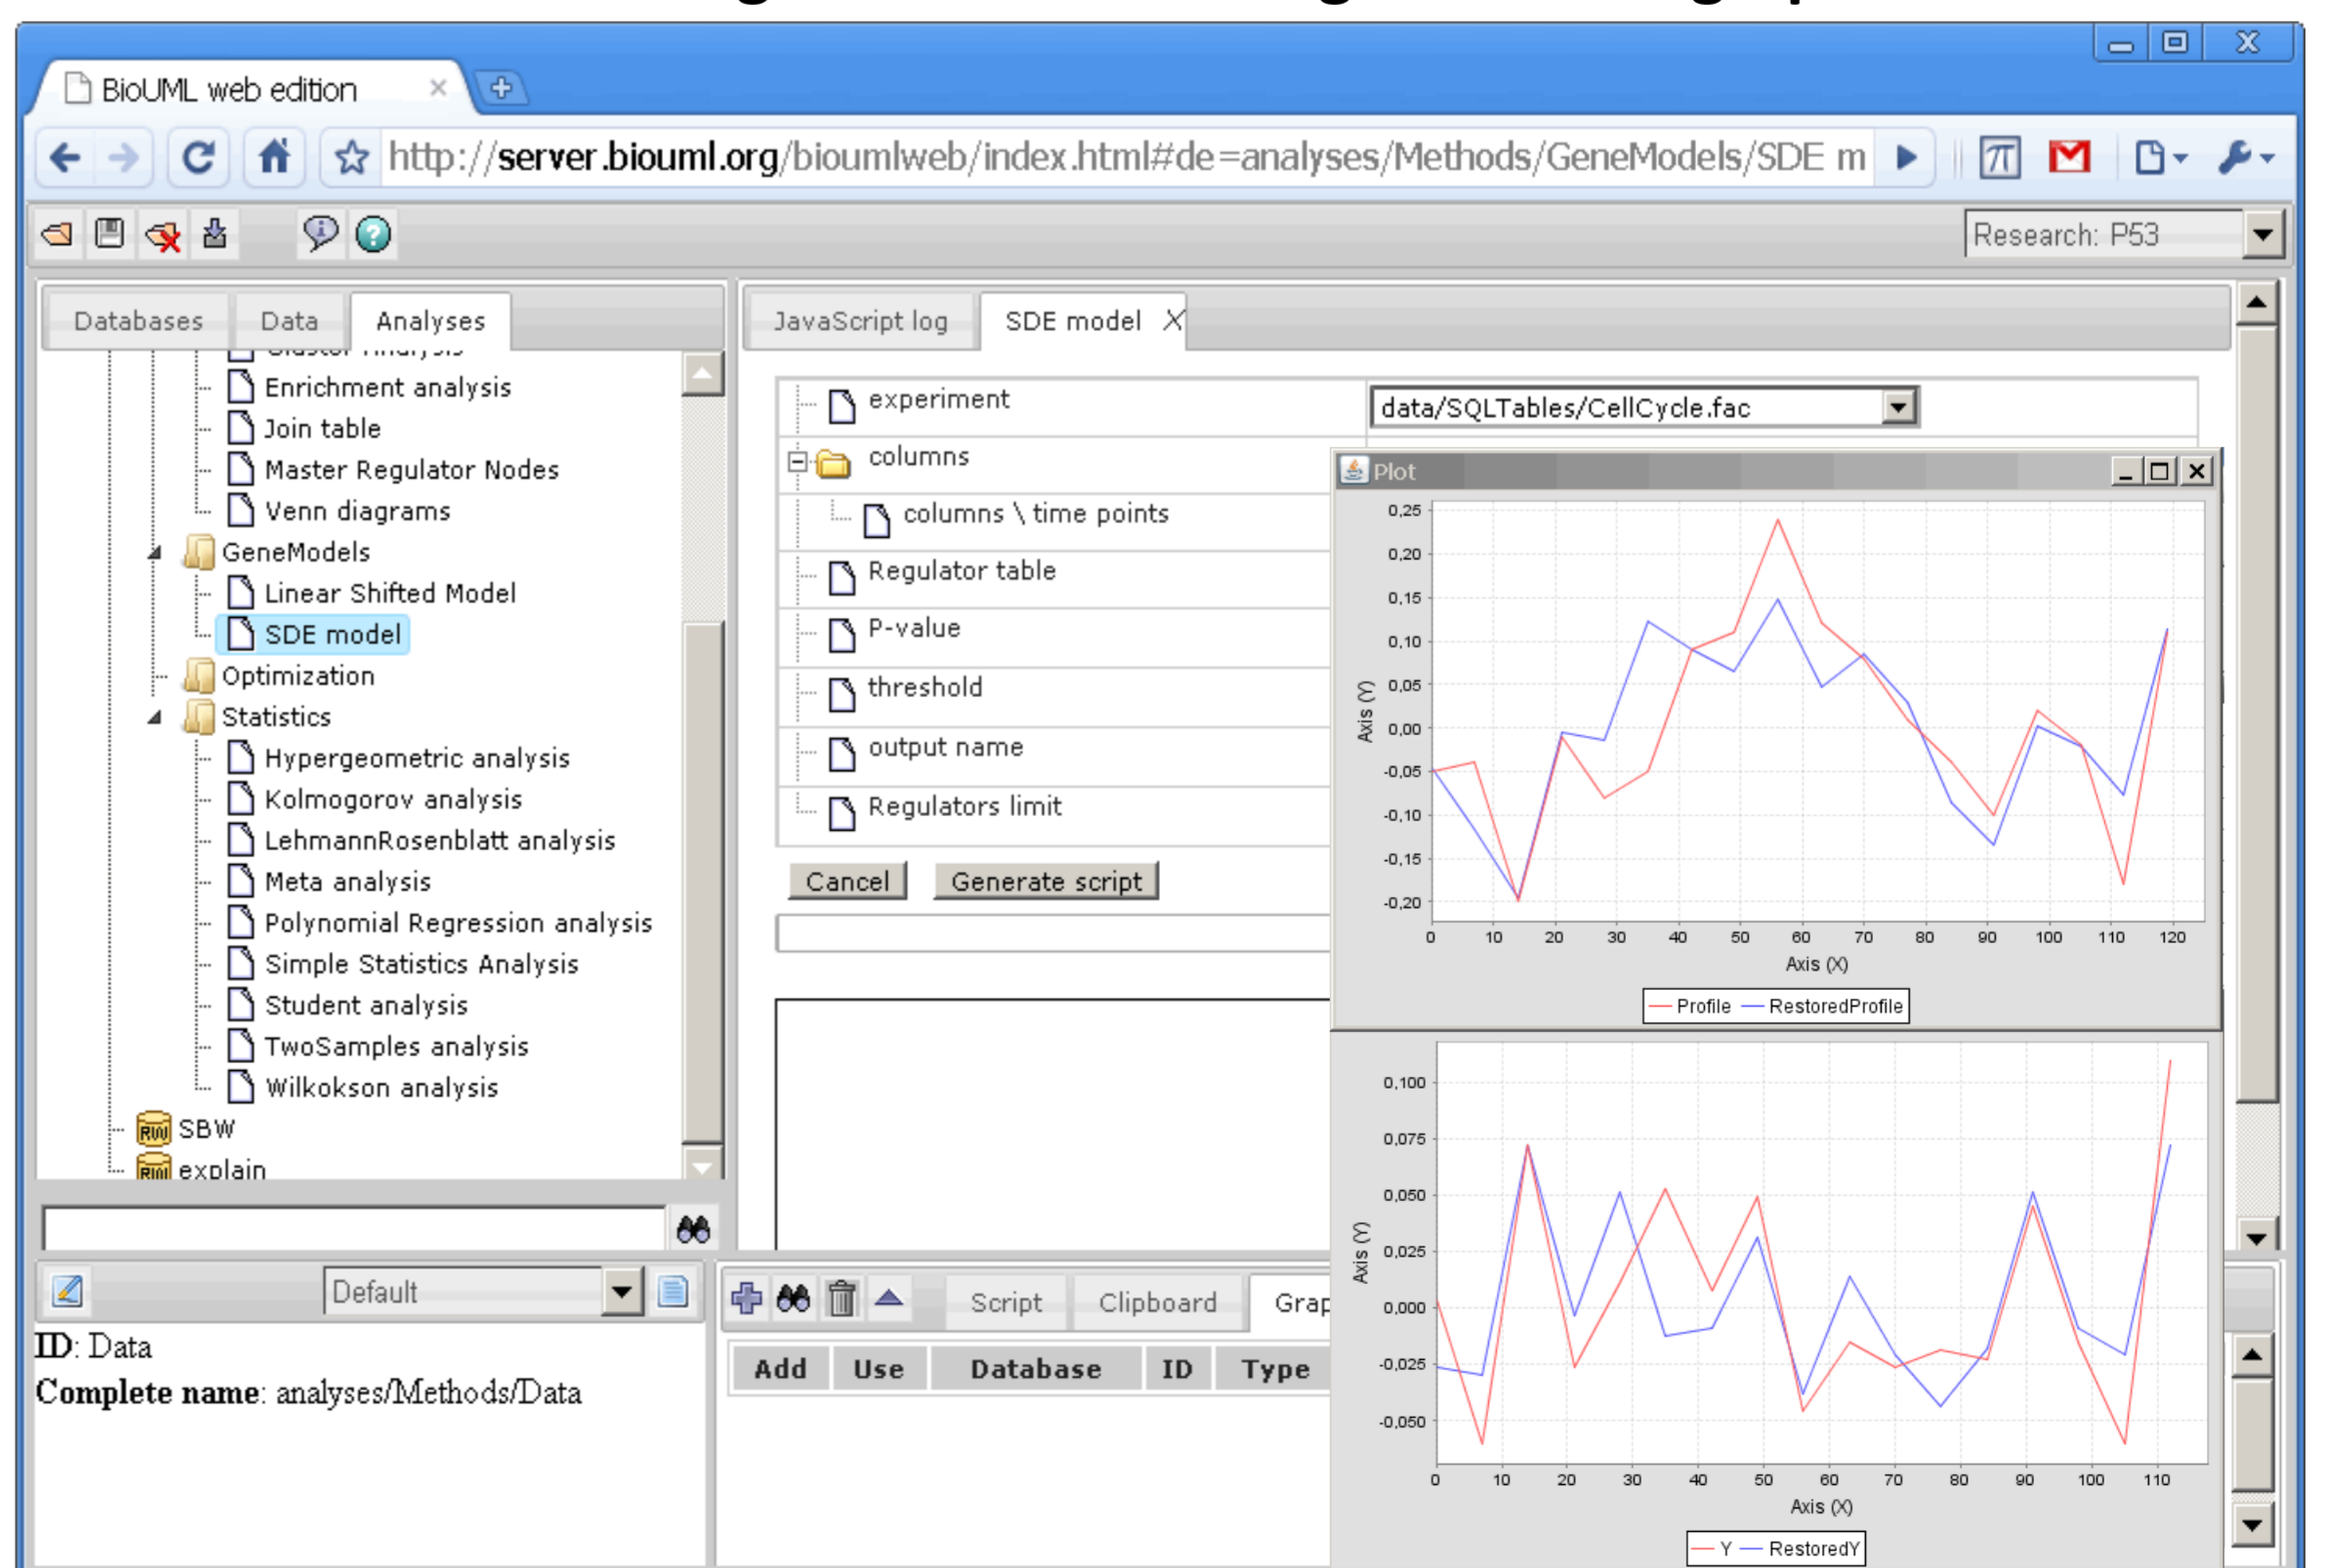 BioUML web edition
http://server.biouml.org/bioumlweb/index.html#de=analyses/Methods/GeneModels/SDE m
Research: P53
Databases Data Analyses
Enrichment analysis
Join table
Master Regulator Nodes
Venn diagrams
GeneModels
Linear Shifted Model
SDE model
Optimization
Statistics
Hypergeometric analysis
Kolmogorov analysis
LehmannRosenblatt analysis
Meta analysis
Polynomial Regression analysis
Simple Statistics Analysis
Student analysis
TwoSamples analysis
Wilkokson analysis
SBW
explain
JavaScript log SDE model X
experiment data/SQLTables/CellCycle.fac
columns
columns \ time points
Regulator table
P-value
threshold
output name
Regulators limit
Cancel Generate script
Plot
0,25
0,20
0,15
0,10
0,05
0,00
-0,05
-0,10
-0,15
-0,20
Axis (Y)
0 10 20 30 40 50 60 70 80 90 100 110 120
Axis (X)
Profile RestoredProfile
0,100
0,075
0,050
0,025
0,000
-0,025
-0,050
Axis (Y)
0 10 20 30 40 50 60 70 80 90 100 110
Axis (X)
Y RestoredY
Default
ID: Data
Complete name: analyses/Methods/Data
Script Clipboard Grap
Add Use Database ID Type